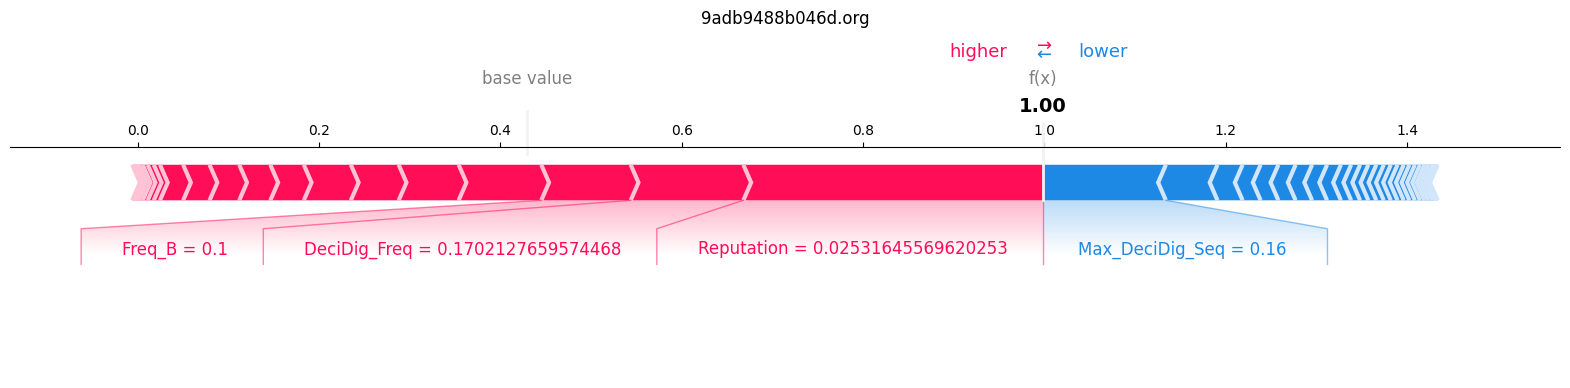 9adb9488b046d.org
higher → ← lower
base value f(x)
1.00
0.0 0.2 0.4 0.6 0.8 1.0 1.2 1.4
Freq_B = 0.1 DeciDig_Freq = 0.1702127659574468 Reputation = 0.02531645569620253 Max_DeciDig_Seq = 0.16